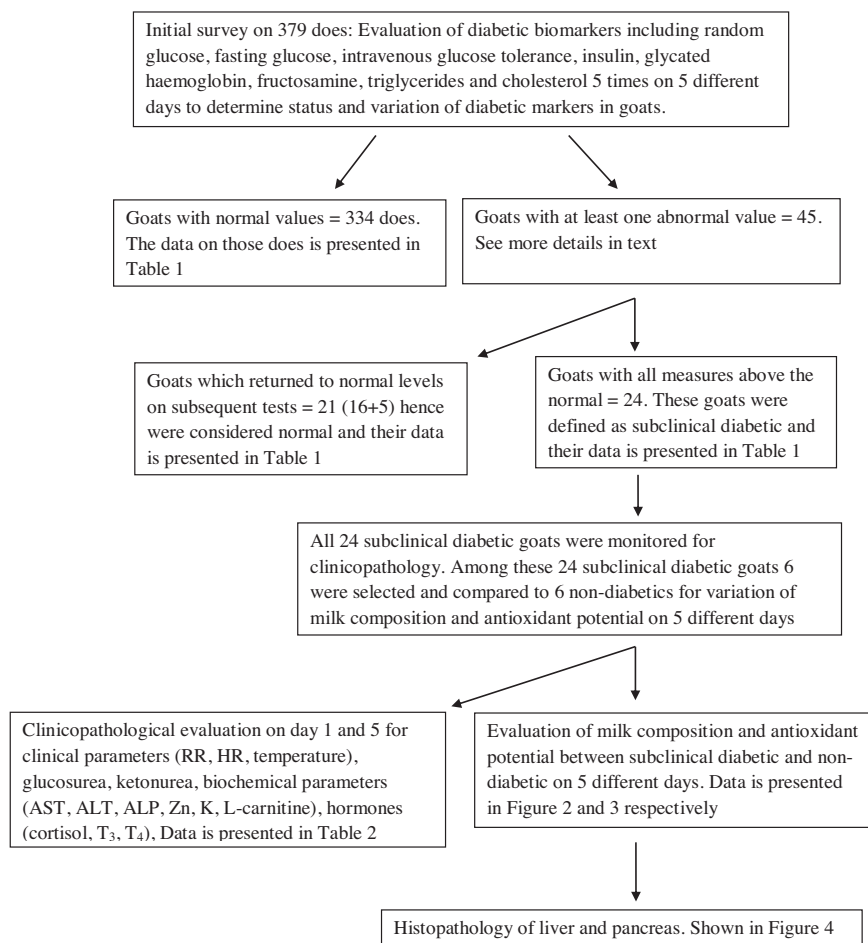 Initial survey on 379 does: Evaluation of diabetic biomarkers including random
glucose, fasting glucose, intravenous glucose tolerance, insulin, glycated
haemoglobin, fructosamine, triglycerides and cholesterol 5 times on 5 different
days to determine status and variation of diabetic markers in goats.
Goats with normal values = 334 does.
The data on those does is presented in
Table 1
Goats with at least one abnormal value = 45.
See more details in text
Goats which returned to normal levels
on subsequent tests = 21 (16+5) hence
were considered normal and their data
is presented in Table 1
Goats with all measures above the
normal = 24. These goats were
defined as subclinical diabetic and
their data is presented in Table 1
All 24 subclinical diabetic goats were monitored for
clinicopathology. Among these 24 subclinical diabetic goats 6
were selected and compared to 6 non-diabetics for variation of
milk composition and antioxidant potential on 5 different days
Clinicopathological evaluation on day 1 and 5 for
clinical parameters (RR, HR, temperature),
glucosurea, ketonurea, biochemical parameters
(AST, ALT, ALP, Zn, K, L-carnitine), hormones
(cortisol, T₃, T₄), Data is presented in Table 2
Evaluation of milk composition and antioxidant
potential between subclinical diabetic and non-
diabetic on 5 different days. Data is presented
in Figure 2 and 3 respectively
Histopathology of liver and pancreas. Shown in Figure 4